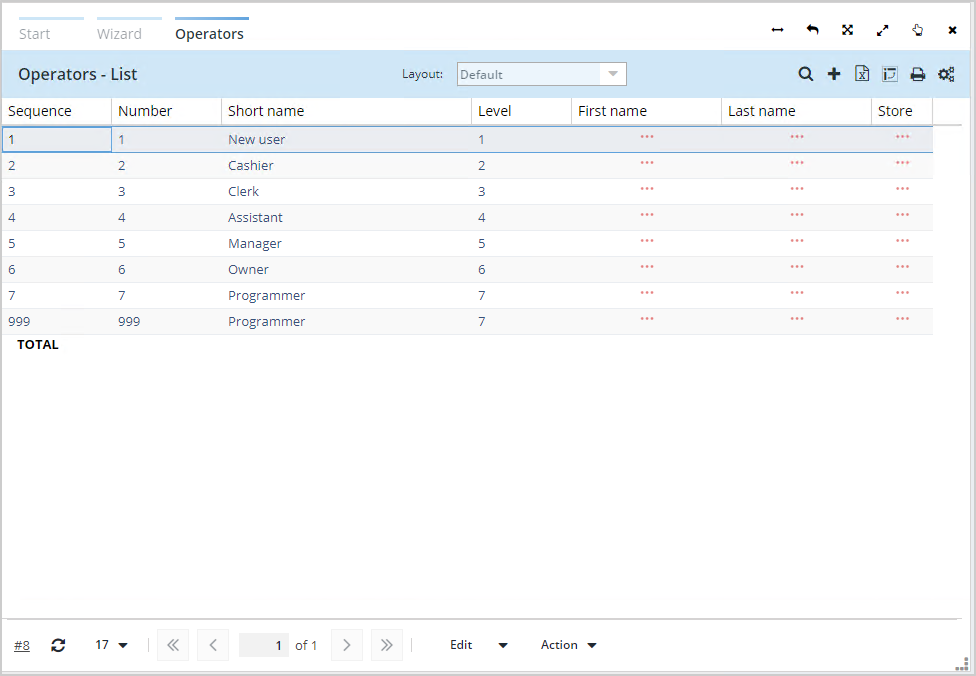 Start Wizard Operators
Operators - List Layout: Default
Sequence Number Short name Level First name Last name Store
1 1 New user 1 *** *** ***
2 2 Cashier 2 *** *** ***
3 3 Clerk 3 *** *** ***
4 4 Assistant 4 *** *** ***
5 5 Manager 5 *** *** ***
6 6 Owner 6 *** *** ***
7 7 Programmer 7 *** *** ***
999 999 Programmer 7 *** *** ***
TOTAL
#8 17 1 of 1 Edit Action